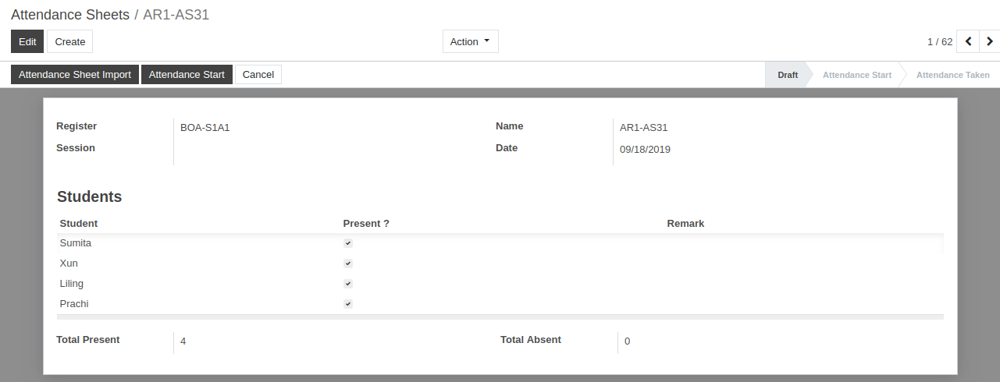 Attendance Sheets / AR1-AS31
Edit Create Action 1 / 62
Attendance Sheet Import Attendance Start Cancel Draft Attendance Start Attendance Taken
Register BOA-S1A1 Name AR1-AS31
Session Date 09/18/2019
Students
Student Present ? Remark
Sumita
Xun
Liling
Prachi
Total Present 4 Total Absent 0